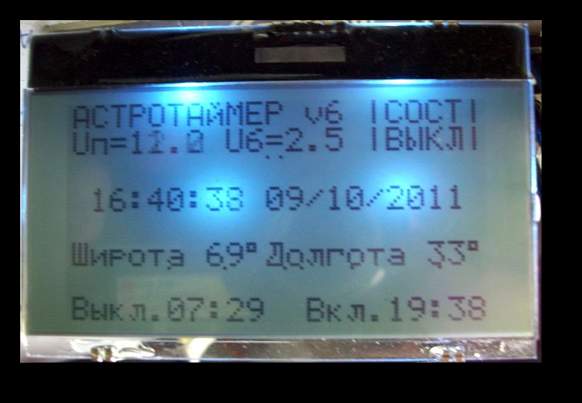 АСТРОТАЙМЕР v6 |СОСТ|
Uп=12.0 Uб=2.5 |ВЫКЛ|
16:40:38 09/10/2011
Широта 69° Долгота 33°
Выкл.07:29 Вкл.19:38